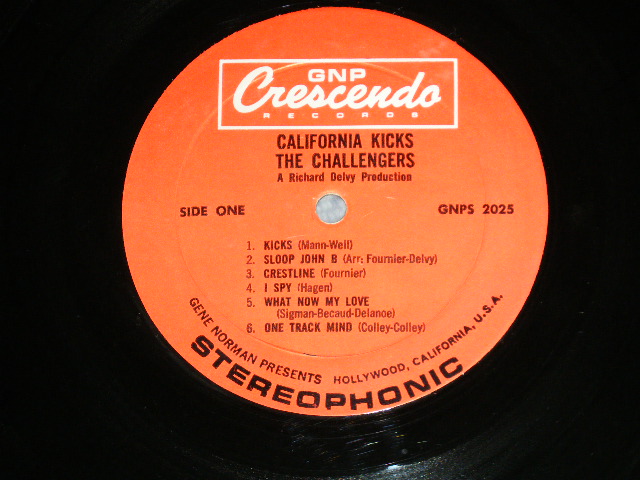 GNP
Crescendo
RECORDS
CALIFORNIA KICKS
THE CHALLENGERS
A Richard Delvy Production
SIDE ONE
GNPS 2025
1. KICKS (Mann-Weil)
2. SLOOP JOHN B (Arr: Fournier-Delvy)
3. CRESTLINE (Fournier)
4. I SPY (Hagen)
5. WHAT NOW MY LOVE
(Sigman-Becaud-Delanoe)
6. ONE TRACK MIND (Colley-Colley)
GENE NORMAN PRESENTS HOLLYWOOD, CALIFORNIA, U.S.A.
STEREOPHONIC